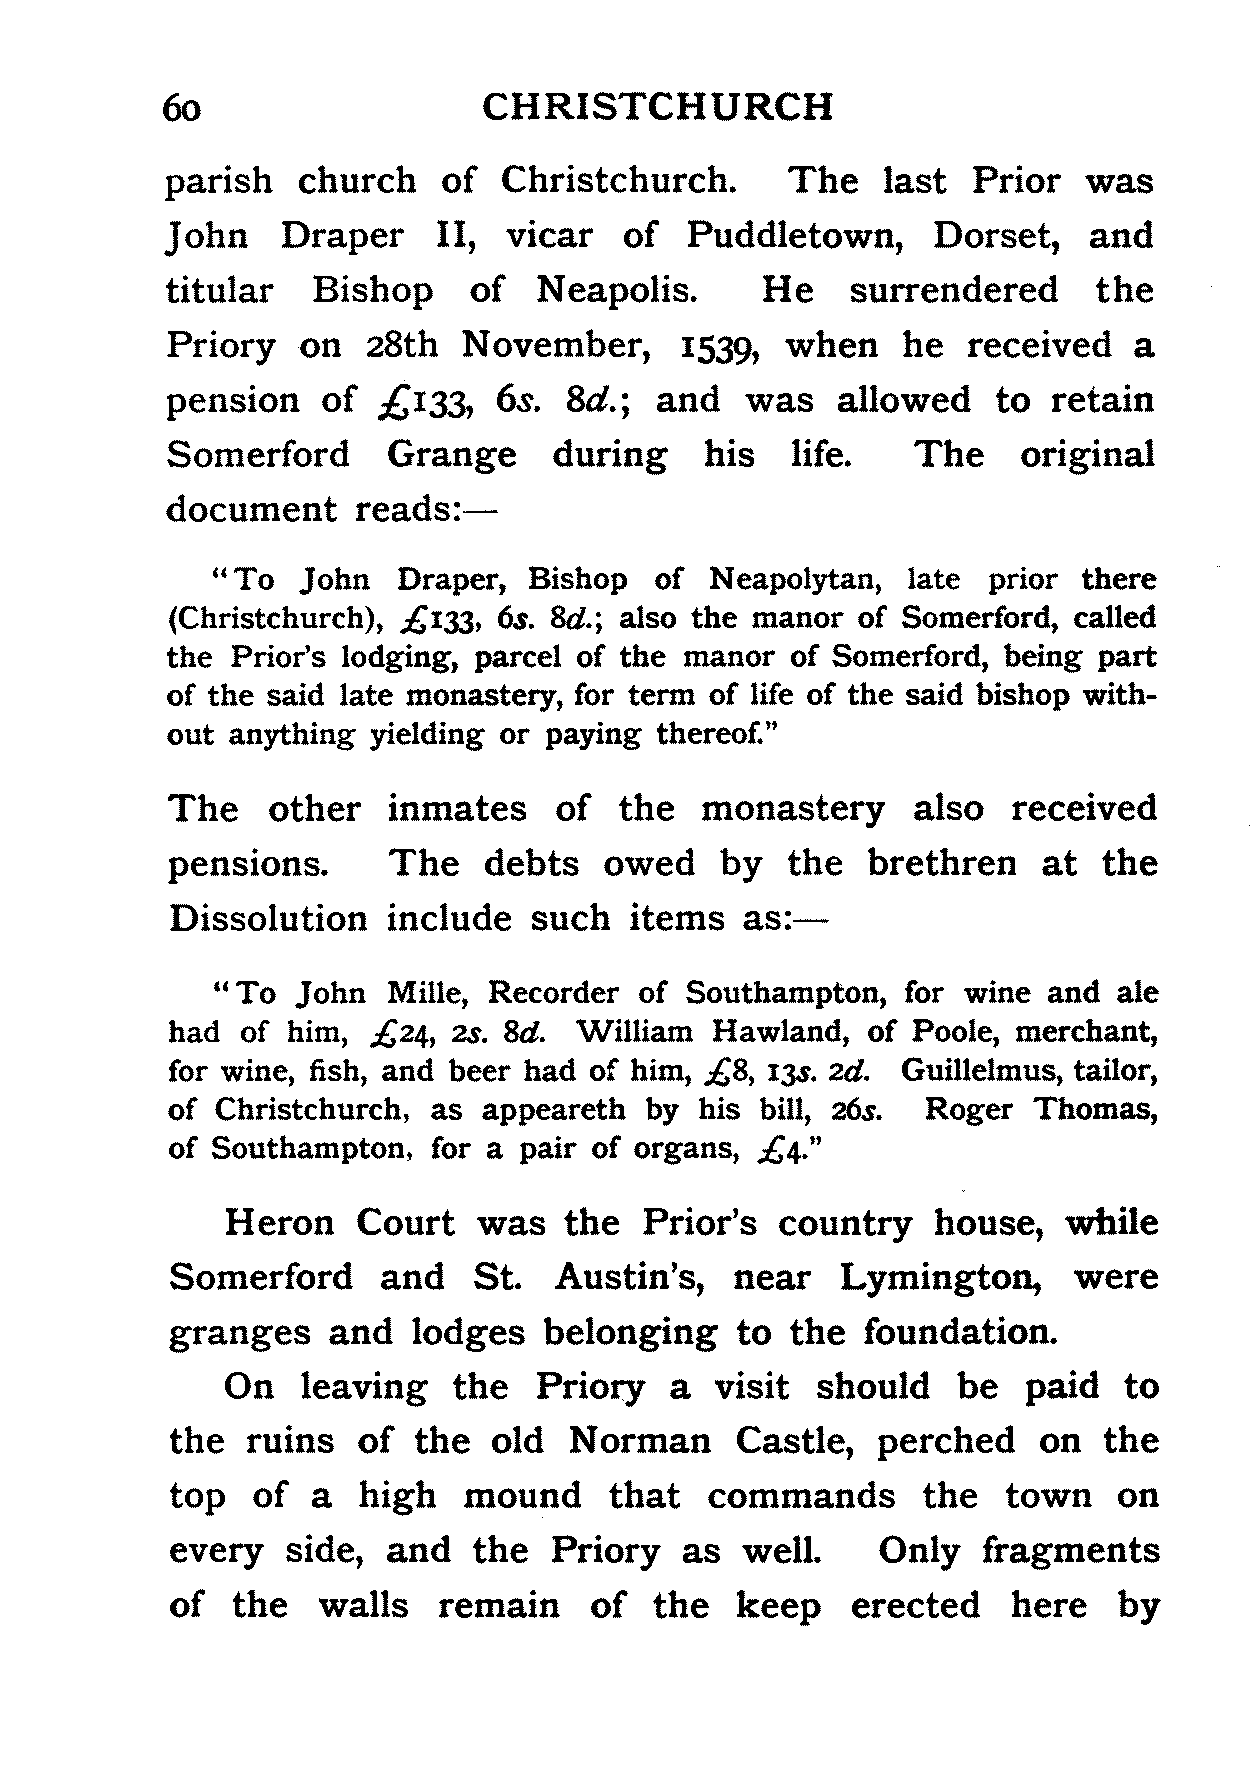 60 CHRISTCHURCH
parish church of Christchurch. The last Prior was
John Draper II, vicar of Puddletown, Dorset, and
titular Bishop of Neapolis. He surrendered the
Priory on 28th November, 1539, when he received a
pension of £133, 6s. 8d.; and was allowed to retain
Somerford Grange during his life. The original
document reads:—
"To John Draper, Bishop of Neapolytan, late prior there
(Christchurch), £133, 6s. 8d.; also the manor of Somerford, called
the Prior's lodging, parcel of the manor of Somerford, being part
of the said late monastery, for term of life of the said bishop with-
out anything yielding or paying thereof."
The other inmates of the monastery also received
pensions. The debts owed by the brethren at the
Dissolution include such items as:—
"To John Mille, Recorder of Southampton, for wine and ale
had of him, £24, 2s. 8d. William Hawland, of Poole, merchant,
for wine, fish, and beer had of him, £8, 13s. 2d. Guillelmus, tailor,
of Christchurch, as appeareth by his bill, 26s. Roger Thomas,
of Southampton, for a pair of organs, £4."
Heron Court was the Prior's country house, while
Somerford and St. Austin's, near Lymington, were
granges and lodges belonging to the foundation.
On leaving the Priory a visit should be paid to
the ruins of the old Norman Castle, perched on the
top of a high mound that commands the town on
every side, and the Priory as well. Only fragments
of the walls remain of the keep erected here by